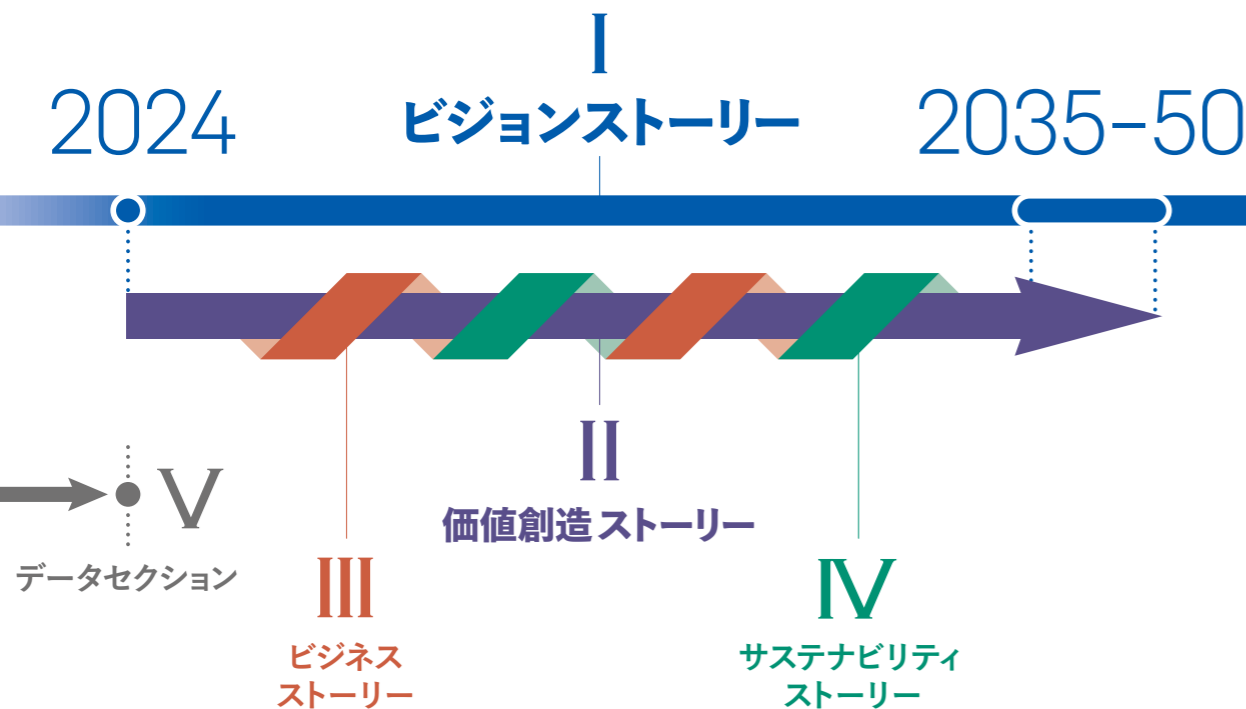 I
2024
ビジョンストーリー
2035-50
II
価値創造ストーリー
V
データセクション
III
ビジネス
ストーリー
IV
サステナビリティ
ストーリー